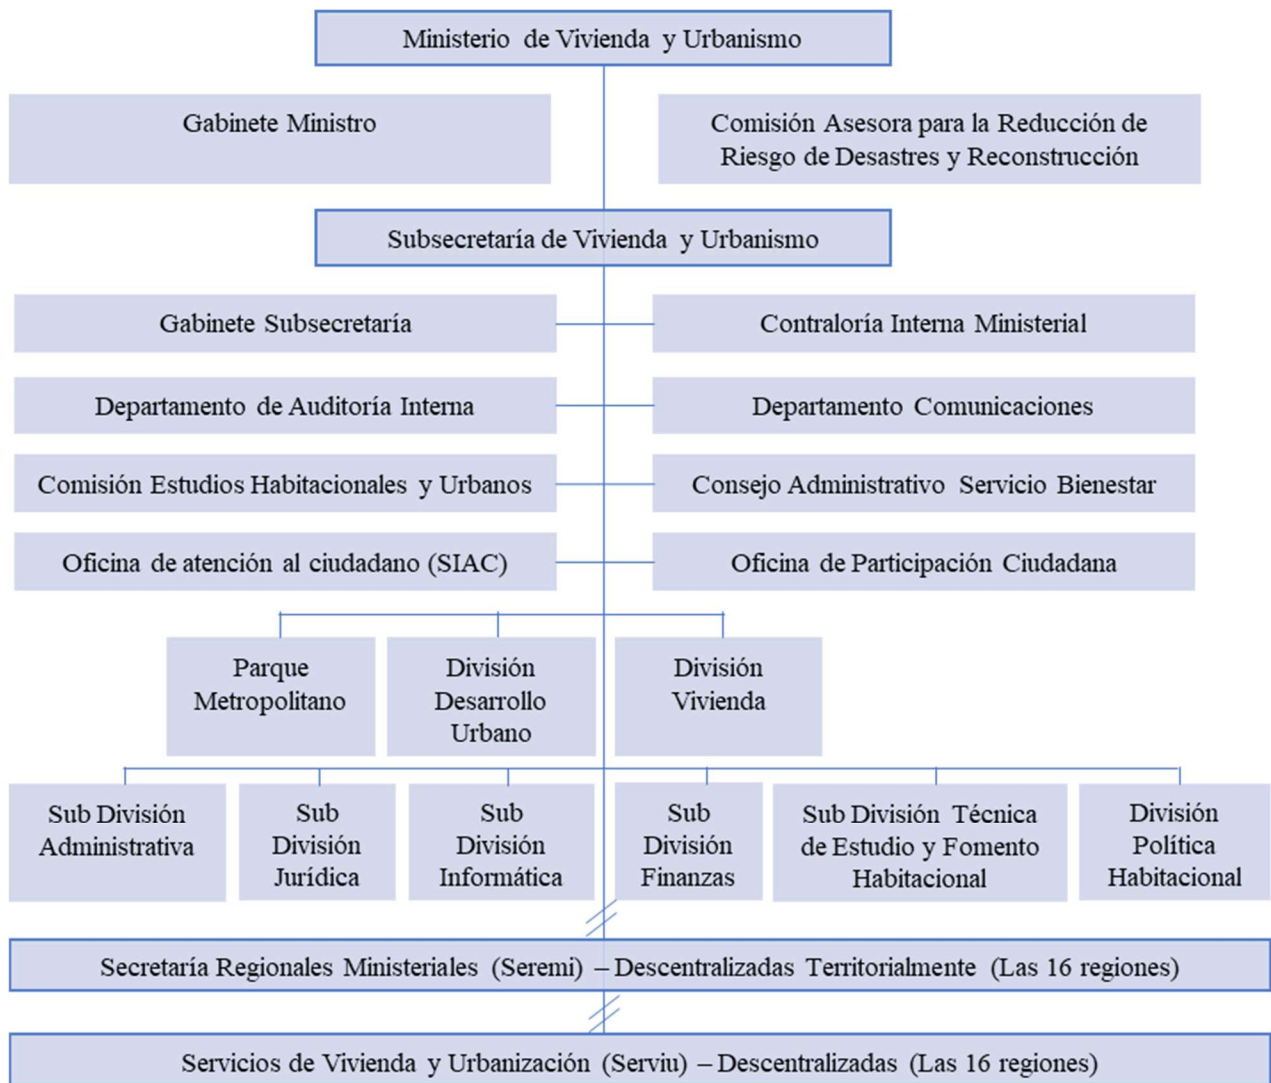 Ministerio de Vivienda y Urbanismo
Gabinete Ministro
Comisión Asesora para la Reducción de
Riesgo de Desastres y Reconstrucción
Subsecretaría de Vivienda y Urbanismo
Gabinete Subsecretaría
Contraloría Interna Ministerial
Departamento de Auditoría Interna
Departamento Comunicaciones
Comisión Estudios Habitacionales y Urbanos
Consejo Administrativo Servicio Bienestar
Oficina de atención al ciudadano (SIAC)
Oficina de Participación Ciudadana
Parque
Metropolitano
División
Desarrollo
Urbano
División
Vivienda
Sub División
Administrativa
Sub
División
Jurídica
Sub
División
Informática
Sub
División
Finanzas
Sub División Técnica
de Estudio y Fomento
Habitacional
División
Política
Habitacional
Secretaría Regionales Ministeriales (Seremi) – Descentralizadas Territorialmente (Las 16 regiones)
Servicios de Vivienda y Urbanización (Serviu) – Descentralizadas (Las 16 regiones)